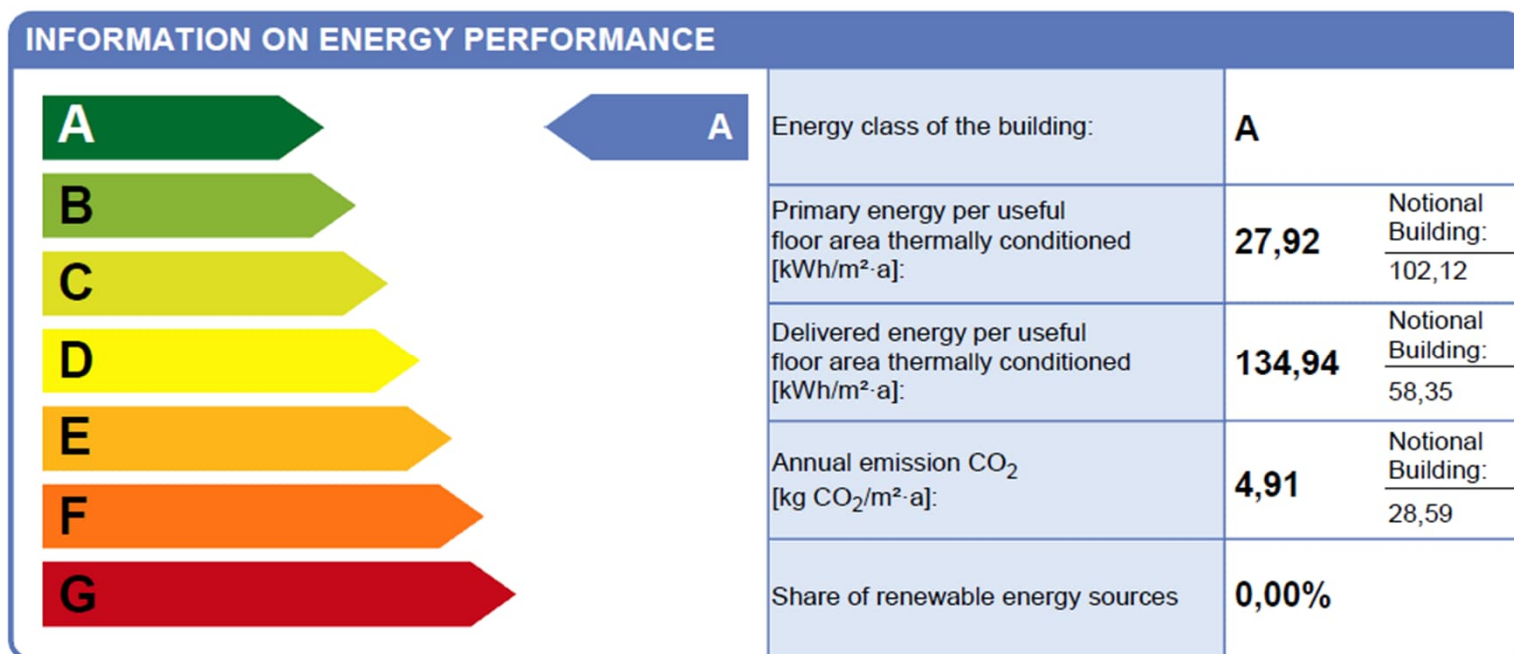 INFORMATION ON ENERGY PERFORMANCE
A
A
B
C
D
E
F
G
Energy class of the building:
A
Primary energy per useful
floor area thermally conditioned
[kWh/m²·a]:
27,92
Notional
Building:
102,12
Delivered energy per useful
floor area thermally conditioned
[kWh/m²·a]:
134,94
Notional
Building:
58,35
Annual emission CO₂
[kg CO₂/m²·a]:
4,91
Notional
Building:
28,59
Share of renewable energy sources
0,00%